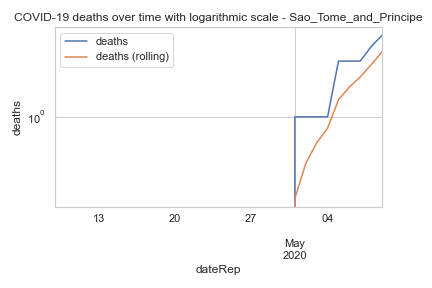 COVID-19 deaths over time with logarithmic scale - Sao_Tome_and_Principe
deaths
deaths (rolling)
deaths
10⁰
13 20 27 04
May
2020
dateRep